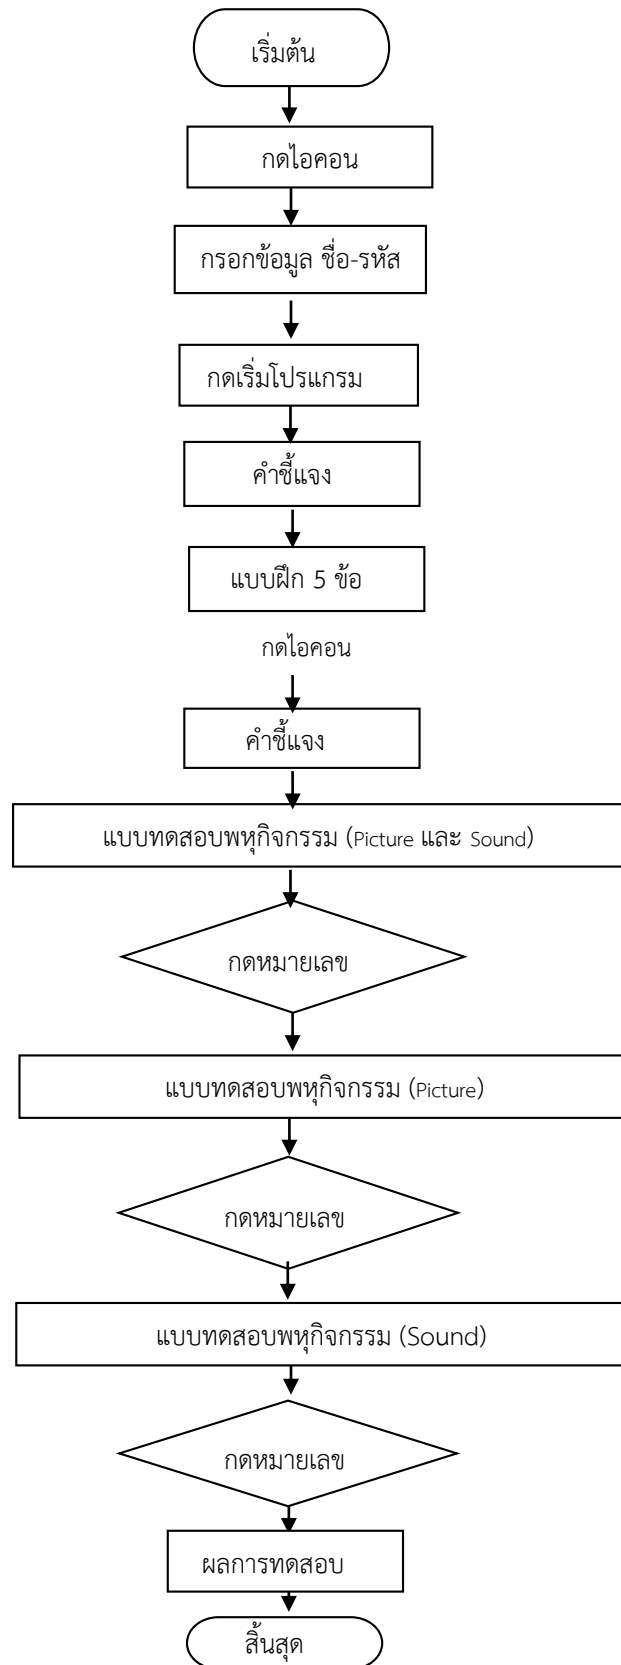 เริ่มต้น
กดไอคอน
กรอกข้อมูล ชื่อ-รหัส
กดเริ่มโปรแกรม
คำชี้แจง
แบบฝึก 5 ข้อ
กดไอคอน
คำชี้แจง
แบบทดสอบพหุกิจกรรม (Picture และ Sound)
กดหมายเลข
แบบทดสอบพหุกิจกรรม (Picture)
กดหมายเลข
แบบทดสอบพหุกิจกรรม (Sound)
กดหมายเลข
ผลการทดสอบ
สิ้นสุด